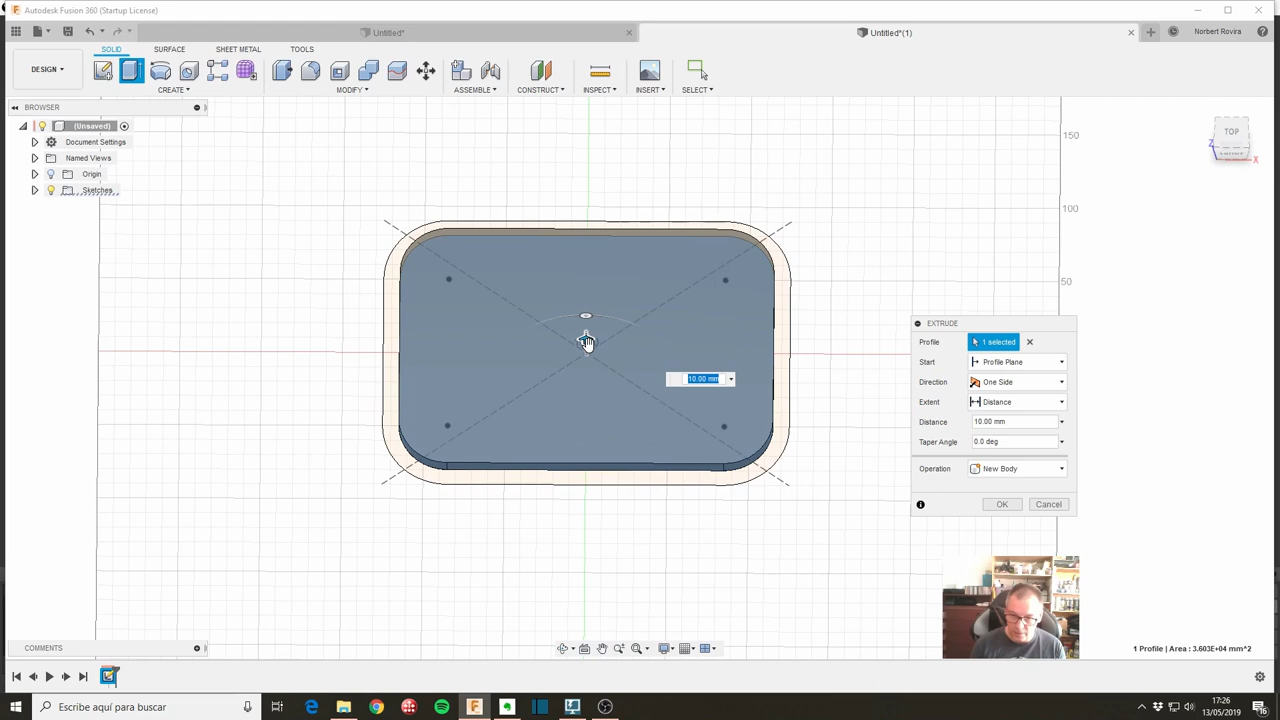 Autodesk Fusion 360 (Startup License)
Untitled*
Untitled*(1)
Norbert Rovira
SOLID
SURFACE
SHEET METAL
TOOLS
DESIGN
CREATE
MODIFY
ASSEMBLE
CONSTRUCT
INSPECT
INSERT
SELECT
BROWSER
(Unsaved)
Document Settings
Named Views
Origin
Sketches
150
100
50
TOP
Z
X
10.00 mm
EXTRUDE
Profile
1 selected
Start
Profile Plane
Direction
One Side
Extent
Distance
Distance
10.00 mm
Taper Angle
0.0 deg
Operation
New Body
OK
Cancel
COMMENTS
1 Profile | Area : 3.603E+04 mm^2
Escribe aquí para buscar
17:26
13/05/2019
16